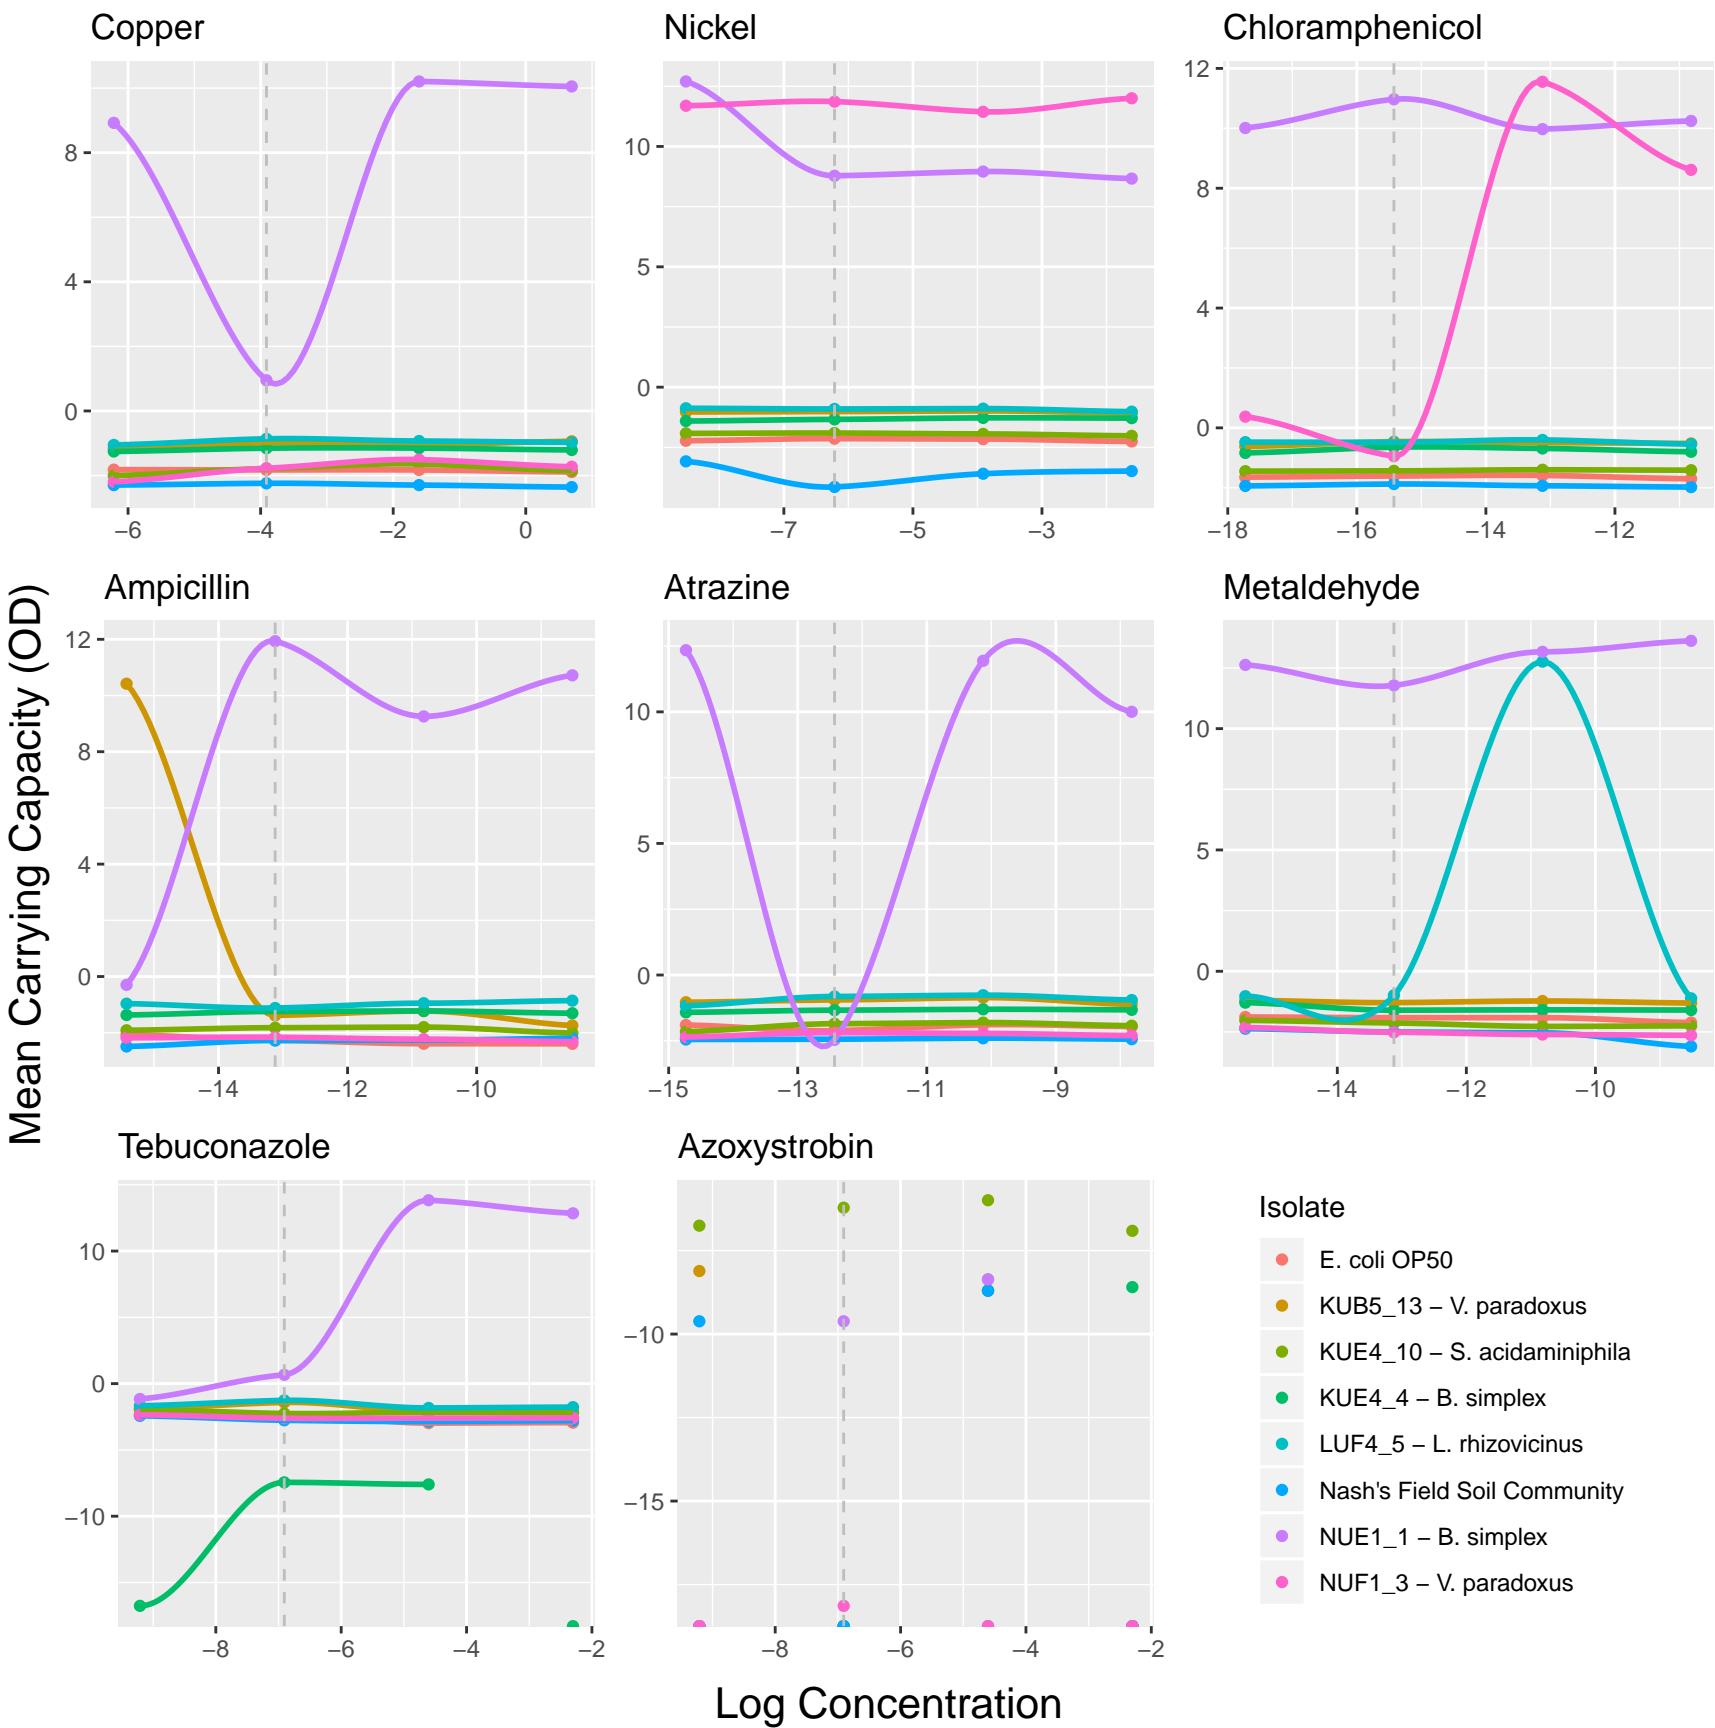 Copper
Nickel
Chloramphenicol
8
4
0
−6
−4
−2
0
10
5
0
−7
−5
−3
12
8
4
0
−18
−16
−14
−12
Mean Carrying Capacity (OD)
Ampicillin
Atrazine
Metaldehyde
12
8
4
0
−14
−12
−10
10
5
0
−15
−13
−11
−9
10
5
0
−14
−12
−10
Tebuconazole
Azoxystrobin
10
0
−10
−8
−6
−4
−2
−10
−15
−8
−6
−4
−2
Isolate
E. coli OP50
KUB5_13 − V. paradoxus
KUE4_10 − S. acidaminiphila
KUE4_4 − B. simplex
LUF4_5 − L. rhizovicinus
Nash's Field Soil Community
NUE1_1 − B. simplex
NUF1_3 − V. paradoxus
Log Concentration